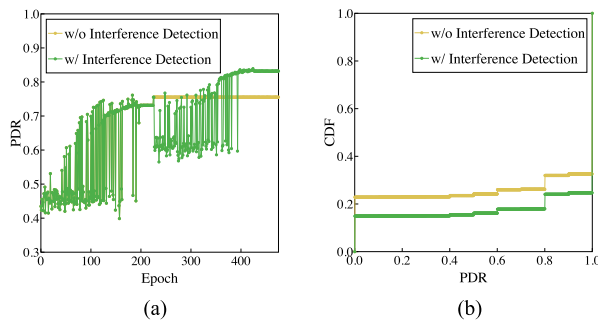 w/o Interference Detection
w/ Interference Detection
1.0
0.9
0.8
0.7
0.6
0.5
0.4
0.3
PDR
0
100
200
300
400
Epoch
(a)
w/o Interference Detection
w/ Interference Detection
1.0
0.8
0.6
0.4
0.2
0.0
CDF
0.0
0.2
0.4
0.6
0.8
1.0
PDR
(b)